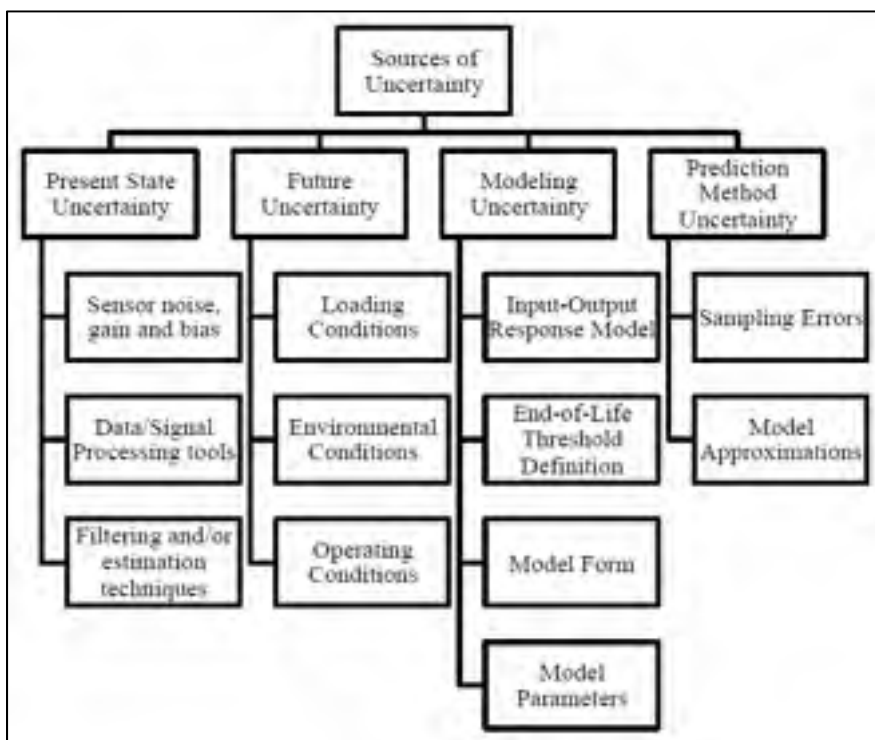 Sources of
Uncertainty
Present State
Uncertainty
Sensor noise,
gain and bias
Data/Signal
Processing tools
Filtering and/or
estimation
techniques
Future
Uncertainty
Loading
Conditions
Environmental
Conditions
Operating
Conditions
Modeling
Uncertainty
Input-Output
Response Model
End-of-Life
Threshold
Definition
Model Form
Model
Parameters
Prediction
Method
Uncertainty
Sampling Errors
Model
Approximations